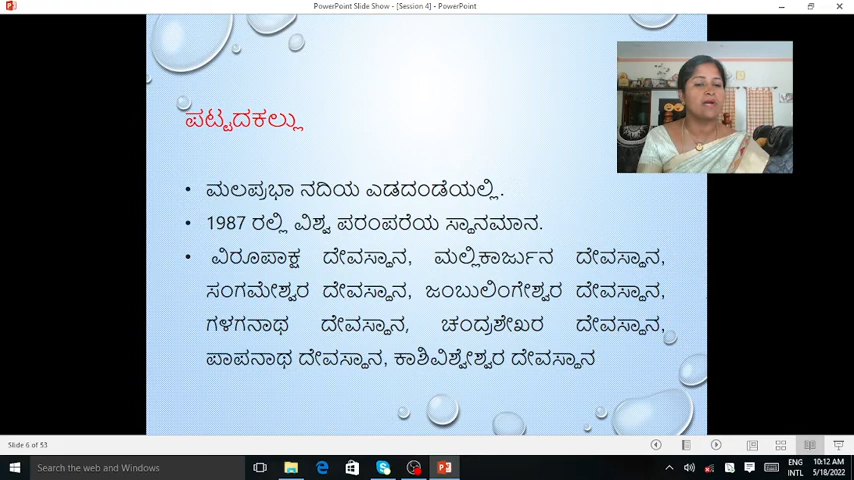 PowerPoint Slide Show - [Session 4] - PowerPoint
ಪಟ್ಟದಕಲ್ಲು
• ಮಲಪ್ರಭಾ ನದಿಯ ಎಡದಂಡೆಯಲ್ಲಿ.
• 1987 ರಲ್ಲಿ ವಿಶ್ವ ಪರಂಪರೆಯ ಸ್ಥಾನಮಾನ.
• ವಿರೂಪಾಕ್ಷ ದೇವಸ್ಥಾನ, ಮಲ್ಲಿಕಾರ್ಜುನ ದೇವಸ್ಥಾನ,
ಸಂಗಮೇಶ್ವರ ದೇವಸ್ಥಾನ, ಜಂಬುಲಿಂಗೇಶ್ವರ ದೇವಸ್ಥಾನ,
ಗಳಗನಾಥ ದೇವಸ್ಥಾನ, ಚಂದ್ರಶೇಖರ ದೇವಸ್ಥಾನ,
ಪಾಪನಾಥ ದೇವಸ್ಥಾನ, ಕಾಶಿವಿಶ್ವೇಶ್ವರ ದೇವಸ್ಥಾನ
Slide 6 of 53
Search the web and Windows
ENG 10:12 AM
INTL 5/18/2022